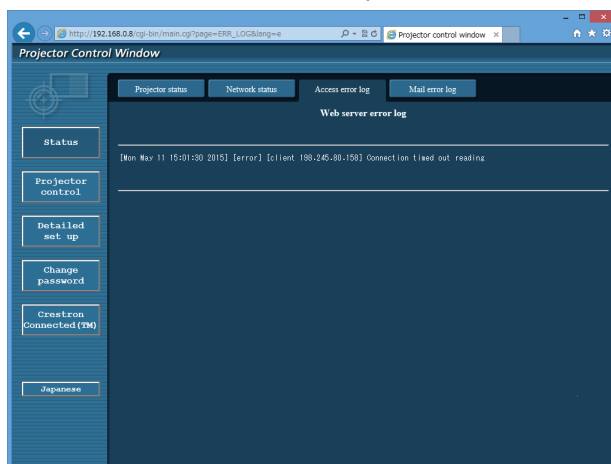 http://192.168.0.8/cgi-bin/main.cgi?page=ERR_LOG&lang=e
Projector control window
Projector Control Window
Projector status
Network status
Access error log
Mail error log
Web server error log
[Mon May 11 15:01:30 2015] [error] [client 198.245.80.158] Connection timed out reading
Status
Projector
control
Detailed
set up
Change
password
Crestron
Connected(TM)
Japanese